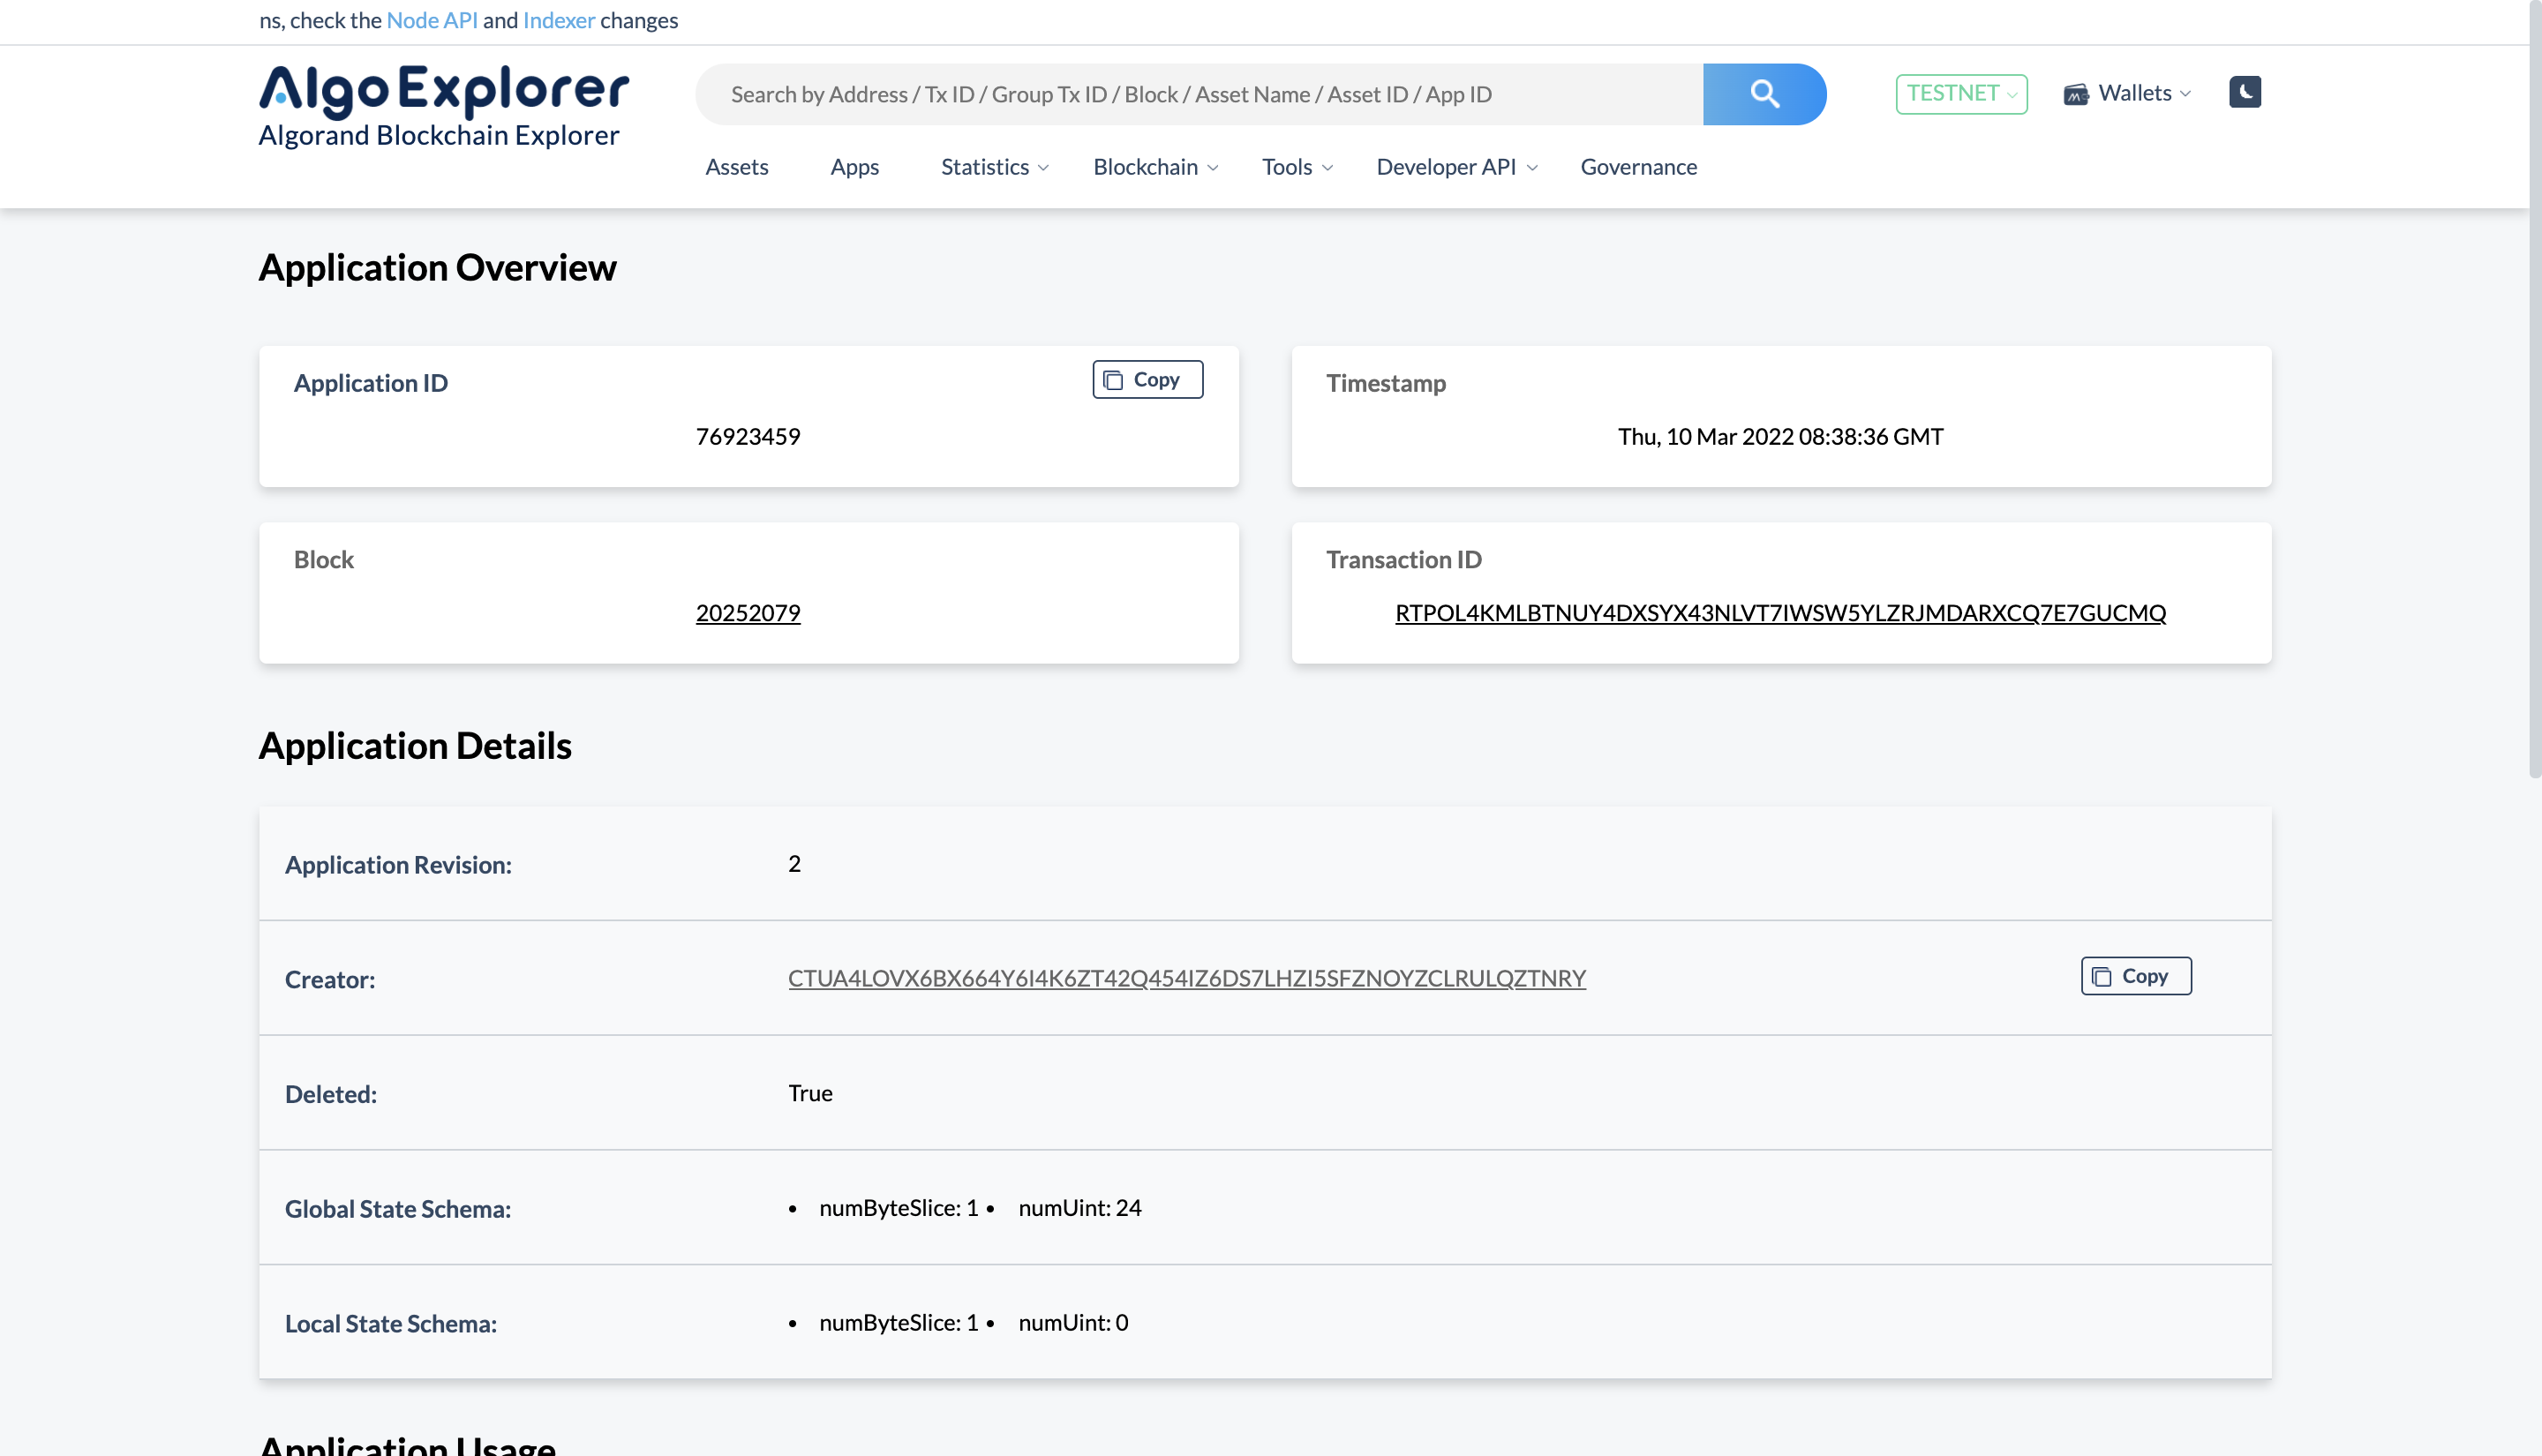 ns, check the Node API and Indexer changes
AlgoExplorer
Algorand Blockchain Explorer
Search by Address / Tx ID / Group Tx ID / Block / Asset Name / Asset ID / App ID
TESTNET
Wallets
Assets
Apps
Statistics
Blockchain
Tools
Developer API
Governance
Application Overview
Application ID
Copy
76923459
Timestamp
Thu, 10 Mar 2022 08:38:36 GMT
Block
20252079
Transaction ID
RTPOL4KMLBTNUY4DXSYX43NLVT7IWSW5YLZRJMDARXCQ7E7GUCMQ
Application Details
Application Revision:
2
Creator:
CTUA4LOVX6BX664Y6I4K6ZT42Q454IZ6DS7LHZI5SFZNOYZCLRULQZTNRY
Copy
Deleted:
True
Global State Schema:
• numByteSlice: 1 • numUint: 24
Local State Schema:
• numByteSlice: 1 • numUint: 0
Application Usage